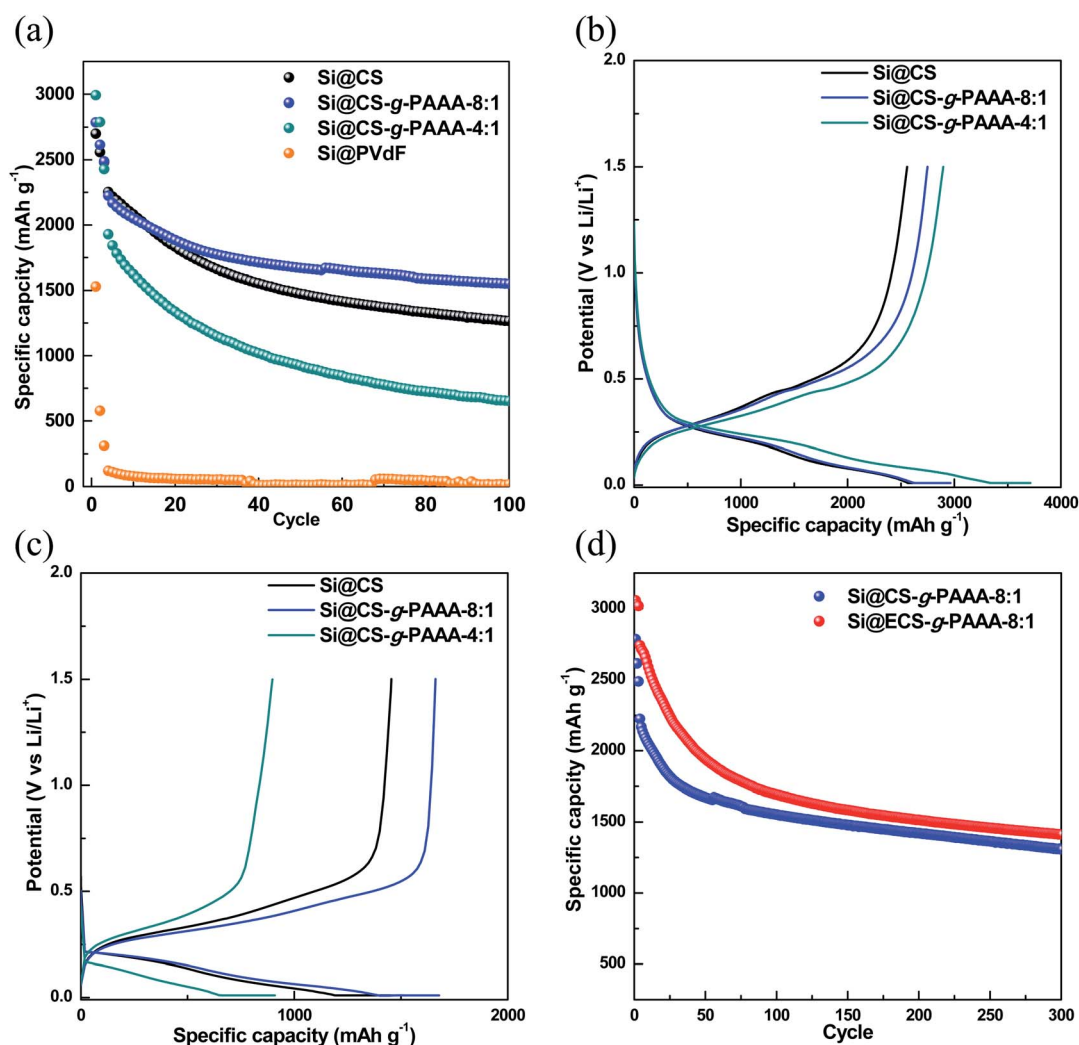 (a)
Si@CS
Si@CS-g-PAAA-8:1
Si@CS-g-PAAA-4:1
Si@PVdF
Specific capcity (mAh g⁻¹)
3000
2500
2000
1500
1000
500
0
0 20 40 60 80 100
Cycle
(b)
Si@CS
Si@CS-g-PAAA-8:1
Si@CS-g-PAAA-4:1
Potential (V vs Li/Li⁺)
2.0
1.5
1.0
0.5
0.0
0 1000 2000 3000 4000
Specific capacity (mAh g⁻¹)
(c)
Si@CS
Si@CS-g-PAAA-8:1
Si@CS-g-PAAA-4:1
Potential (V vs Li/Li⁺)
2.0
1.5
1.0
0.5
0.0
0 1000 2000
Specific capacity (mAh g⁻¹)
(d)
Si@CS-g-PAAA-8:1
Si@ECS-g-PAAA-8:1
Specific capcity (mAh g⁻¹)
3000
2500
2000
1500
1000
500
0 50 100 150 200 250 300
Cycle